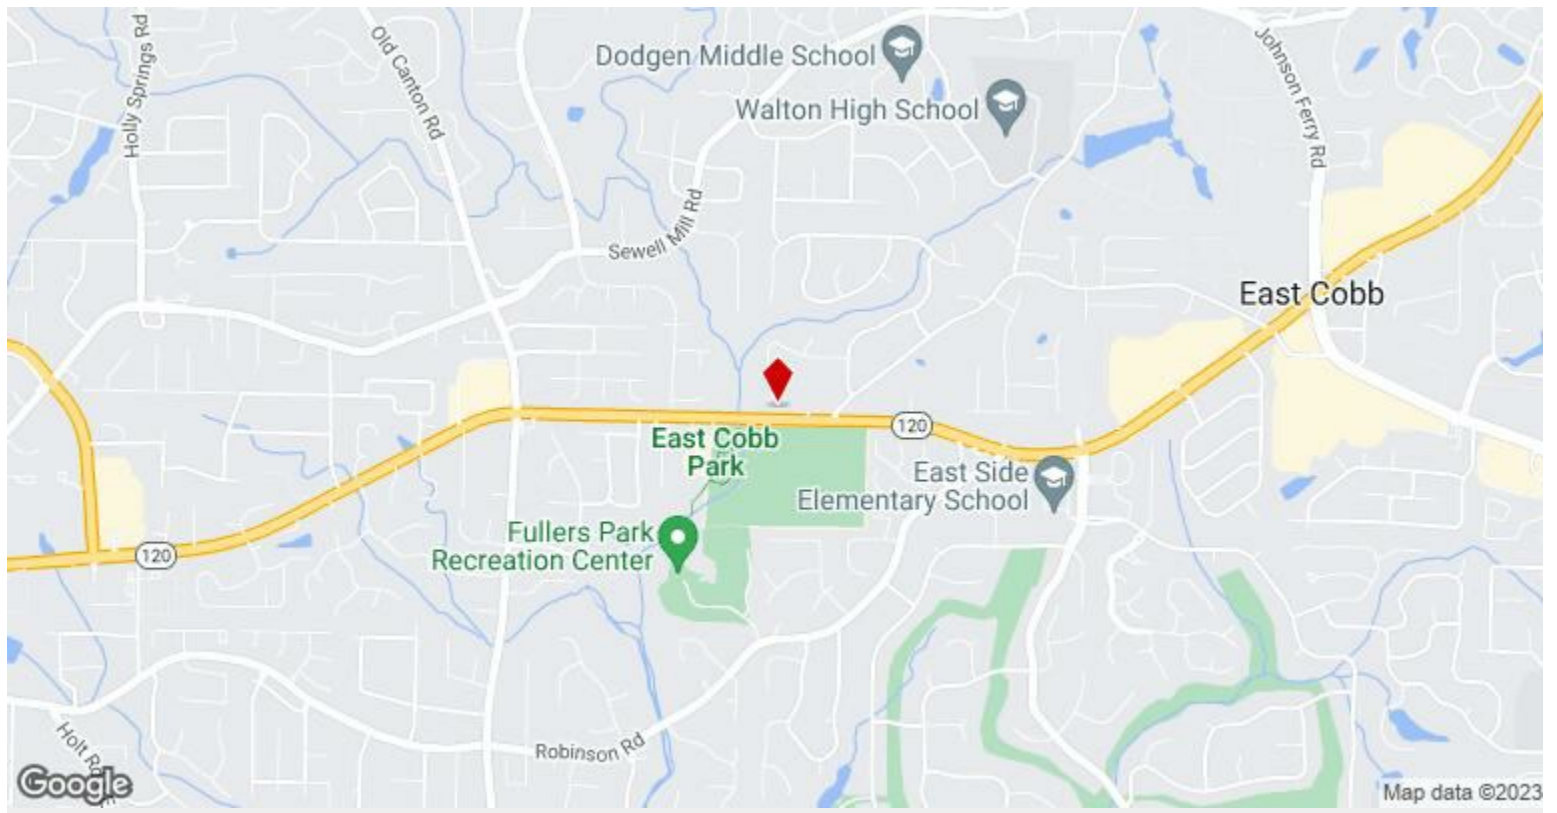 Holly Springs Rd
Old Canton Rd
Dodgen Middle School
Walton High School
Johnson Ferry Rd
Sewell Mill Rd
East Cobb
120
East Cobb
Park
East Side
Elementary School
Fullers Park
Recreation Center
120
Robinson Rd
Holt Ro
Google
Map data ©2023